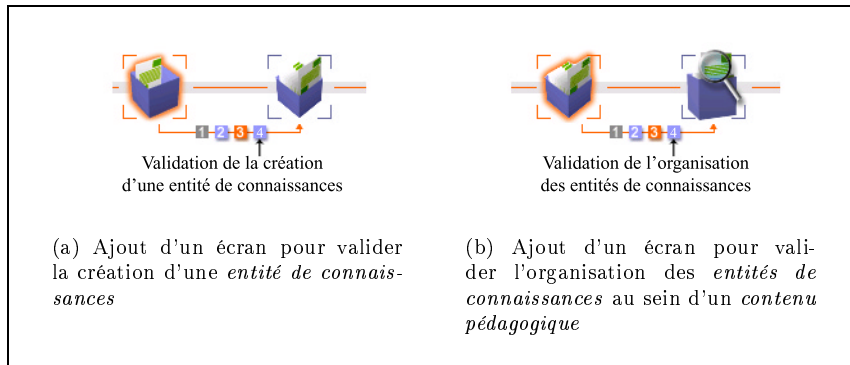 1 2 3 4
Validation de la création
d'une entité de connaissances
(a) Ajout d'un écran pour valider
la création d'une entité de connais-
sances
1 2 3 4
Validation de l'organisation
des entités de connaissances
(b) Ajout d'un écran pour vali-
der l'organisation des entités de
connaissances au sein d'un contenu
pédagogique